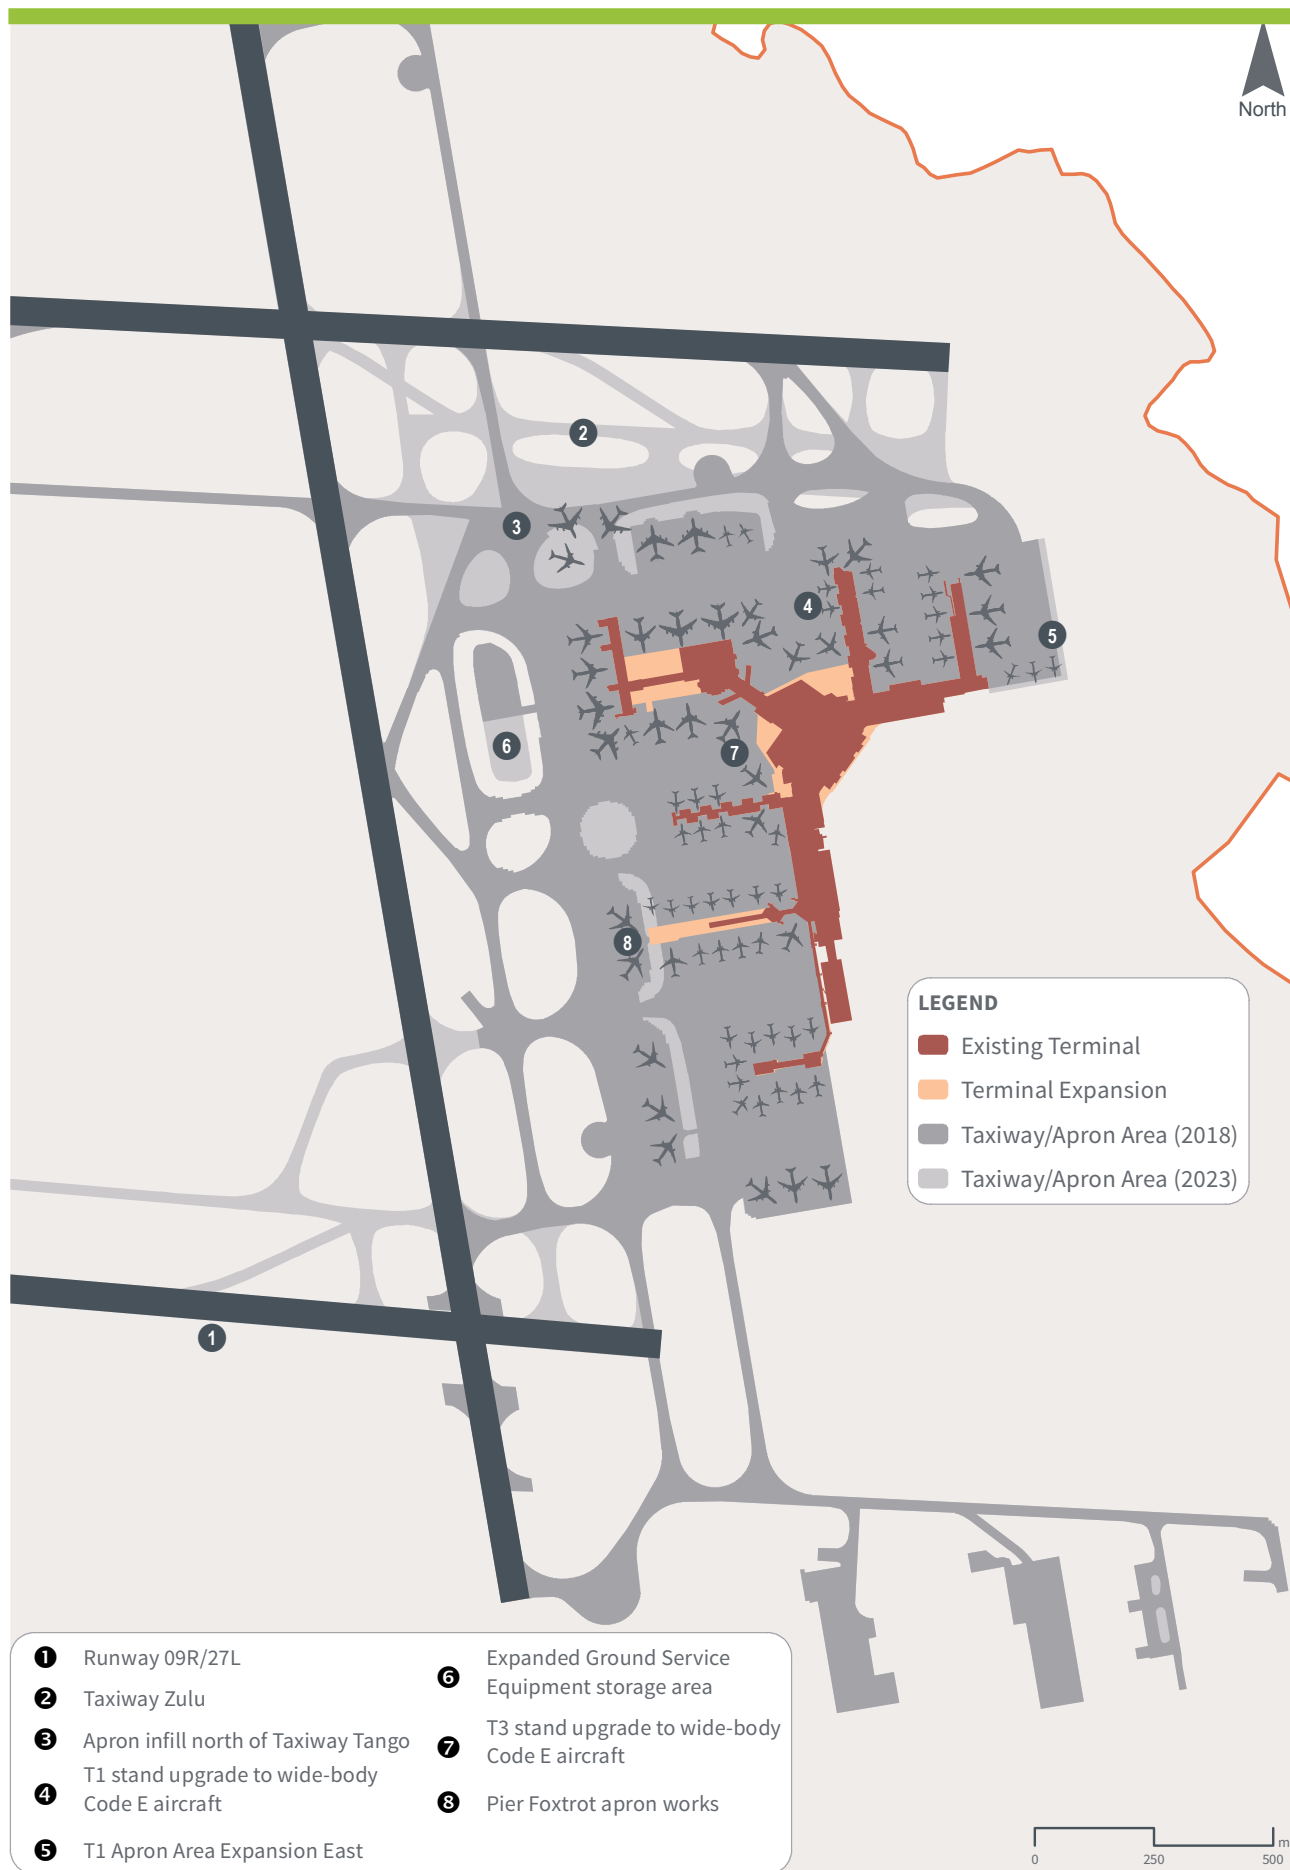 North
2
3
4
5
6
7
8
LEGEND
Existing Terminal
Terminal Expansion
Taxiway/Apron Area (2018)
Taxiway/Apron Area (2023)
1
1 Runway 09R/27L
2 Taxiway Zulu
3 Apron infill north of Taxiway Tango
4 T1 stand upgrade to wide-body
Code E aircraft
5 T1 Apron Area Expansion East
6 Expanded Ground Service
Equipment storage area
7 T3 stand upgrade to wide-body
Code E aircraft
8 Pier Foxtrot apron works
m
0 250 500